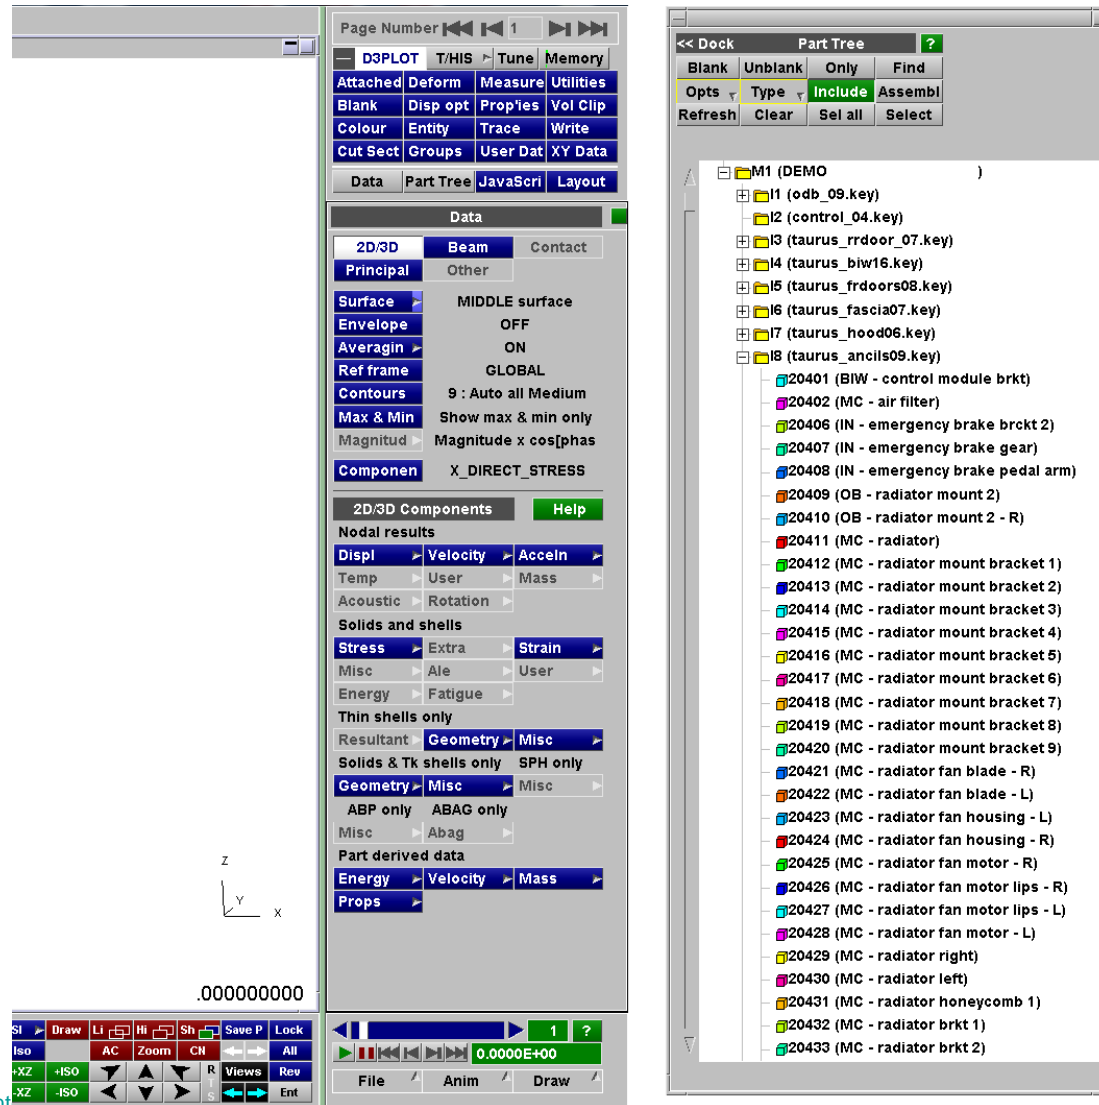 Page Number 1
D3PLOT T/HIS Tune Memory
Attached Deform Measure Utilities
Blank Disp opt Prop'ies Vol Clip
Colour Entity Trace Write
Cut Sect Groups User Dat XY Data
Data Part Tree JavaScri Layout
Data
2D/3D Beam Contact
Principal Other
Surface MIDDLE surface
Envelope OFF
Averagin ON
Ref frame GLOBAL
Contours 9 : Auto all Medium
Max & Min Show max & min only
Magnitud Magnitude x cos[phas
Componen X_DIRECT_STRESS
2D/3D Components Help
Nodal results
Displ Velocity Acceln
Temp User Mass
Acoustic Rotation
Solids and shells
Stress Extra Strain
Misc Ale User
Energy Fatigue
Thin shells only
Resultant Geometry Misc
Solids & Tk shells only SPH only
Geometry Misc Misc
ABP only ABAG only
Misc Abag
Part derived data
Energy Velocity Mass
Props
Z
Y
X
.000000000
SI Draw Li Hi Sh Save P Lock
Iso AC Zoom CN All
+XZ +ISO R Views Rev
T
-XZ -ISO S Ent
1 ?
0.0000E+00
File Anim Draw
<< Dock Part Tree ?
Blank Unblank Only Find
Opts Type Include Assembl
Refresh Clear Sel all Select
M1 (DEMO )
I1 (odb_09.key)
I2 (control_04.key)
I3 (taurus_rrdoor_07.key)
I4 (taurus_biw16.key)
I5 (taurus_frdoors08.key)
I6 (taurus_fascia07.key)
I7 (taurus_hood06.key)
I8 (taurus_ancils09.key)
20401 (BIW - control module brkt)
20402 (MC - air filter)
20406 (IN - emergency brake brckt 2)
20407 (IN - emergency brake gear)
20408 (IN - emergency brake pedal arm)
20409 (OB - radiator mount 2)
20410 (OB - radiator mount 2 - R)
20411 (MC - radiator)
20412 (MC - radiator mount bracket 1)
20413 (MC - radiator mount bracket 2)
20414 (MC - radiator mount bracket 3)
20415 (MC - radiator mount bracket 4)
20416 (MC - radiator mount bracket 5)
20417 (MC - radiator mount bracket 6)
20418 (MC - radiator mount bracket 7)
20419 (MC - radiator mount bracket 8)
20420 (MC - radiator mount bracket 9)
20421 (MC - radiator fan blade - R)
20422 (MC - radiator fan blade - L)
20423 (MC - radiator fan housing - L)
20424 (MC - radiator fan housing - R)
20425 (MC - radiator fan motor - R)
20426 (MC - radiator fan motor lips - R)
20427 (MC - radiator fan motor lips - L)
20428 (MC - radiator fan motor - L)
20429 (MC - radiator right)
20430 (MC - radiator left)
20431 (MC - radiator honeycomb 1)
20432 (MC - radiator brkt 1)
20433 (MC - radiator brkt 2)